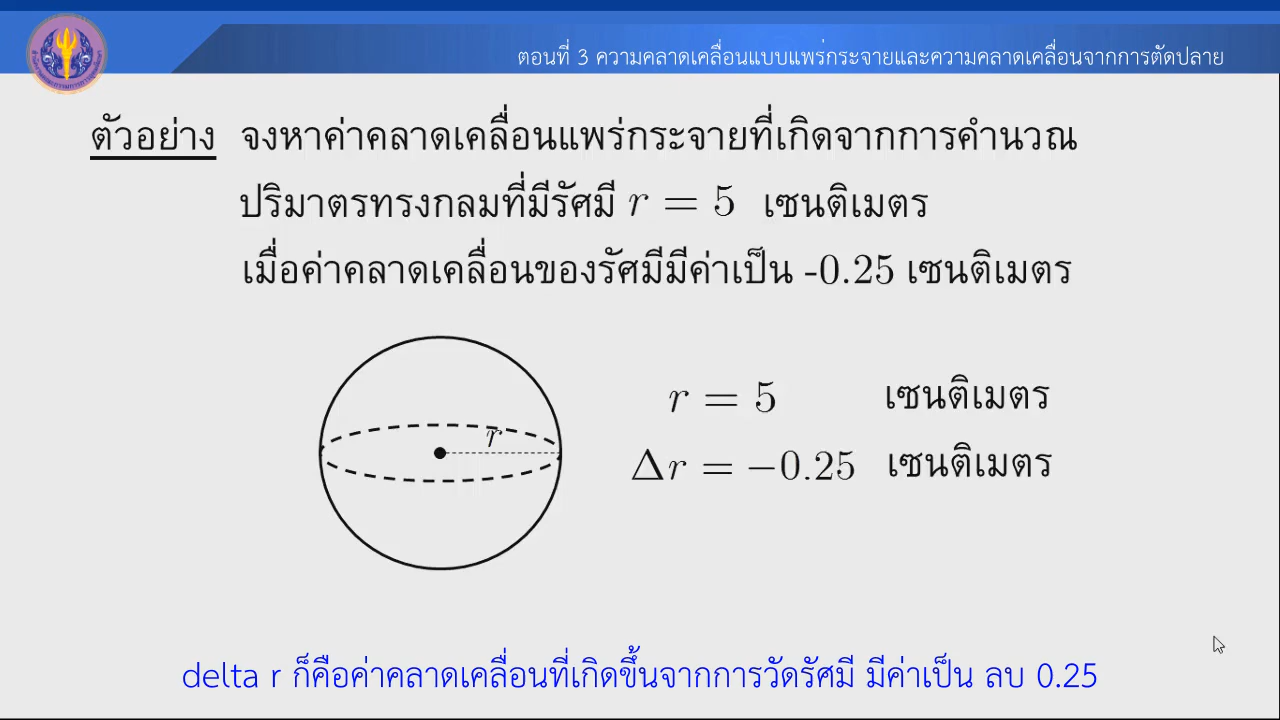 ตอนที่ 3 ความคลาดเคลื่อนแบบแพร่กระจายและความคลาดเคลื่อนจากการตัดปลาย
ตัวอย่าง จงหาค่าคลาดเคลื่อนแพร่กระจายที่เกิดจากการคำนวณ
ปริมาตรทรงกลมที่มีรัศมี r = 5 เซนติเมตร
เมื่อค่าคลาดเคลื่อนของรัศมีมีค่าเป็น -0.25 เซนติเมตร
r = 5 เซนติเมตร
r
Δr = −0.25 เซนติเมตร
delta r ก็คือค่าคลาดเคลื่อนที่เกิดขึ้นจากการวัดรัศมี มีค่าเป็น ลบ 0.25